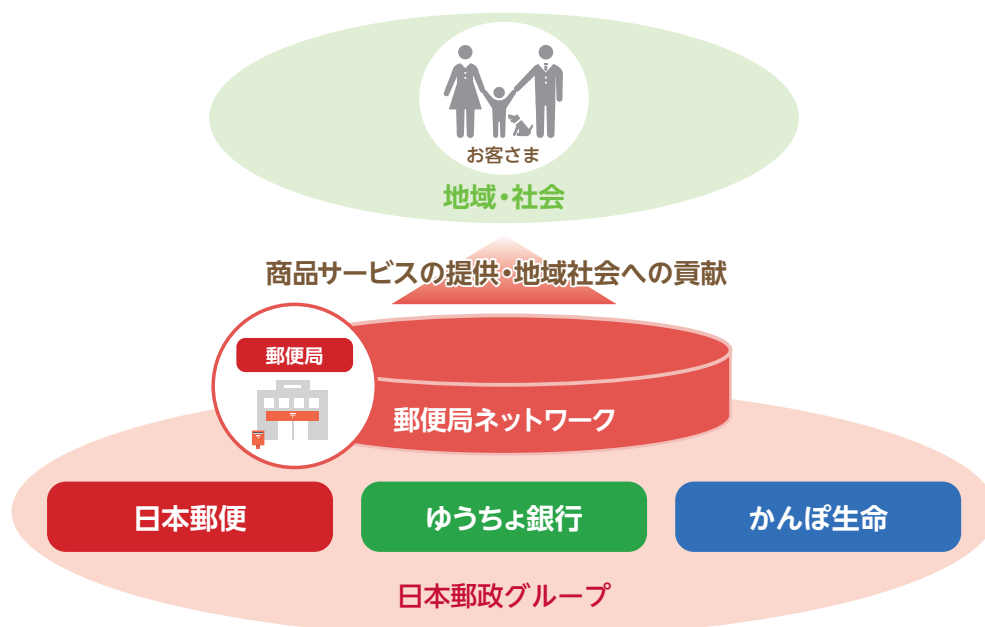 お客さま
地域・社会
商品サービスの提供・地域社会への貢献
郵便局
郵便局ネットワーク
日本郵便
ゆうちょ銀行
かんぽ生命
日本郵政グループ